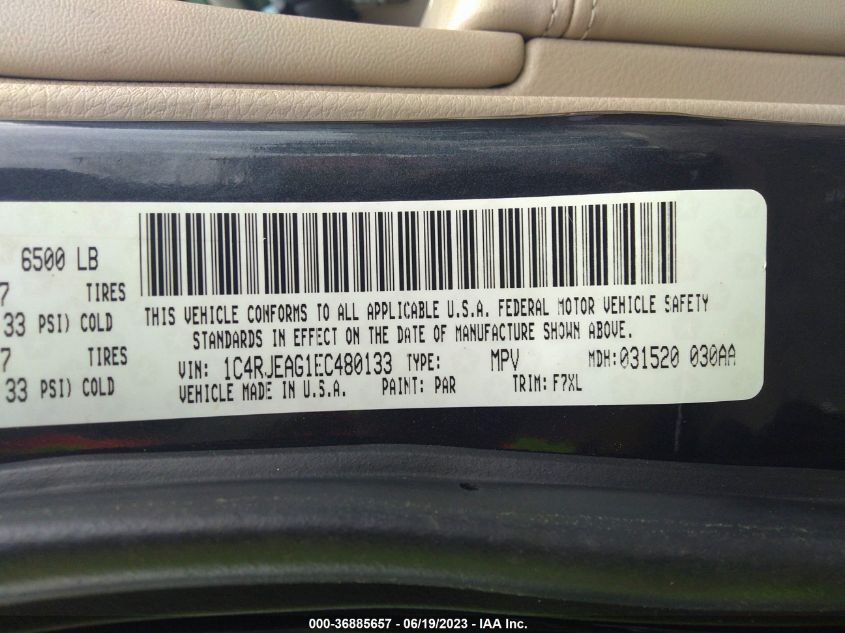 6500 LB
7 TIRES
33 PSI) COLD
7 TIRES
33 PSI) COLD
THIS VEHICLE CONFORMS TO ALL APPLICABLE U.S.A. FEDERAL MOTOR VEHICLE SAFETY
STANDARDS IN EFFECT ON THE DATE OF MANUFACTURE SHOWN ABOVE.
VIN: 1C4RJEAG1EC480133 TYPE: MPV MDH:031520 030AA
VEHICLE MADE IN U.S.A. PAINT: PAR TRIM: F7XL
000-36885657 - 06/19/2023 - IAA Inc.